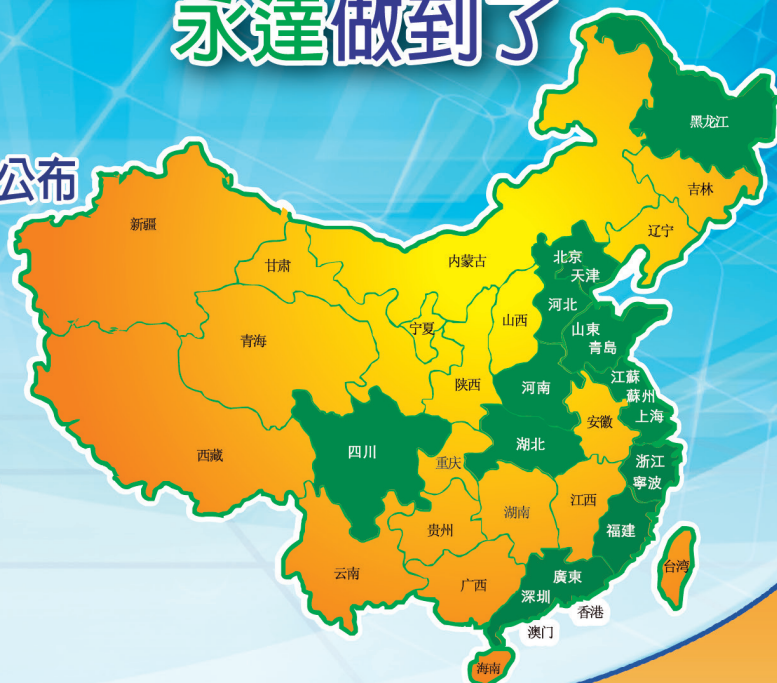 永達做到了
公布
黑龙江
吉林
辽宁
新疆
甘肃
内蒙古
北京
天津
河北
山西
宁夏
山東
青島
青海
陕西
河南
江蘇
蘇州
上海
安徽
西藏
四川
重庆
湖北
浙江
寧波
湖南
江西
贵州
福建
云南
广西
廣東
深圳
香港
澳门
台湾
海南